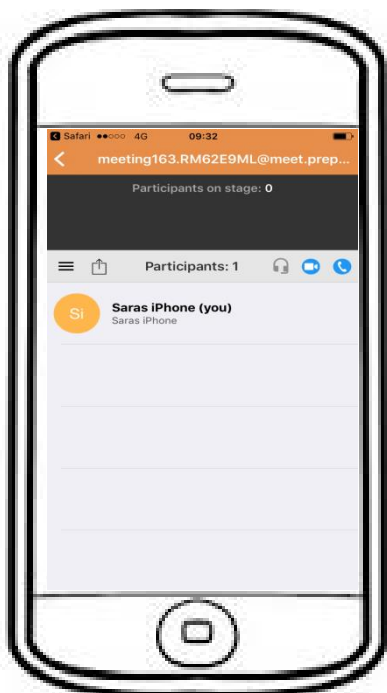 Safari 4G 09:32
meeting163.RM62E9ML@meet.prep...
Participants on stage: 0
Participants: 1
Si
Saras iPhone (you)
Saras iPhone